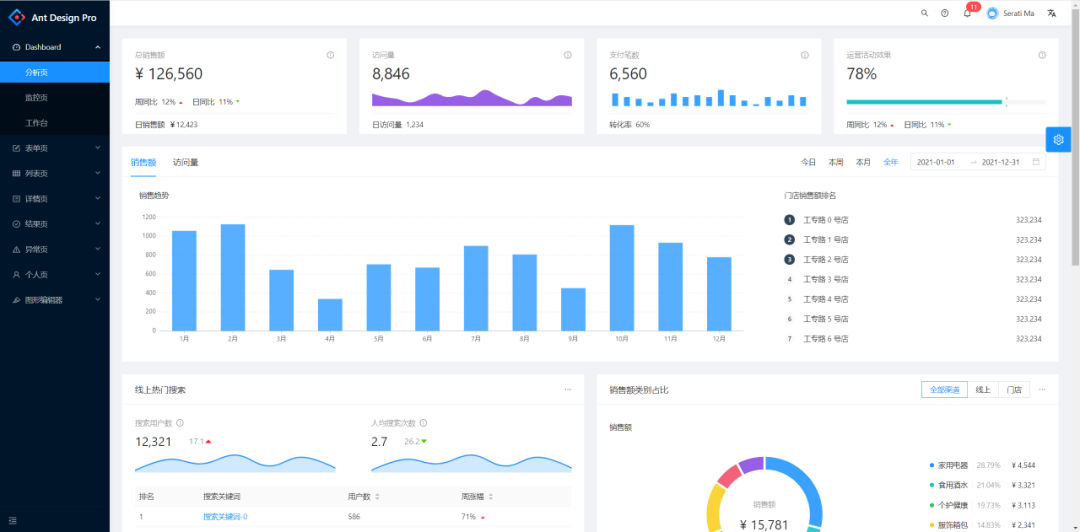 Ant Design Pro
11
Serati Ma
Dashboard
分析页
监控页
工作台
表单页
列表页
详情页
结果页
异常页
个人页
图形编辑器
总销售额
¥ 126,560
周同比 12%
日同比 11%
日销售额 ¥12,423
访问量
8,846
日访问量 1,234
支付笔数
6,560
转化率 60%
运营活动效果
78%
周同比 12%
日同比 11%
销售额
访问量
今日
本周
本月
全年
2021-01-01
2021-12-31
销售趋势
1200
1000
800
600
400
200
0
1月
2月
3月
4月
5月
6月
7月
8月
9月
10月
11月
12月
门店销售额排名
1 工专路 0 号店 323,234
2 工专路 1 号店 323,234
3 工专路 2 号店 323,234
4 工专路 3 号店 323,234
5 工专路 4 号店 323,234
6 工专路 5 号店 323,234
7 工专路 6 号店 323,234
线上热门搜索
搜索用户数
12,321 17.1
人均搜索次数
2.7 26.2
排名 搜索关键词 用户数 周涨幅
1 搜索关键词-0 586 71%
销售额类别占比
全部渠道
线上
门店
销售额
销售额
¥ 15,781
家用电器 28.79% ¥ 4,544
食用酒水 21.04% ¥ 3,321
个护健康 19.73% ¥ 3,113
服饰箱包 14.83% ¥ 2,341